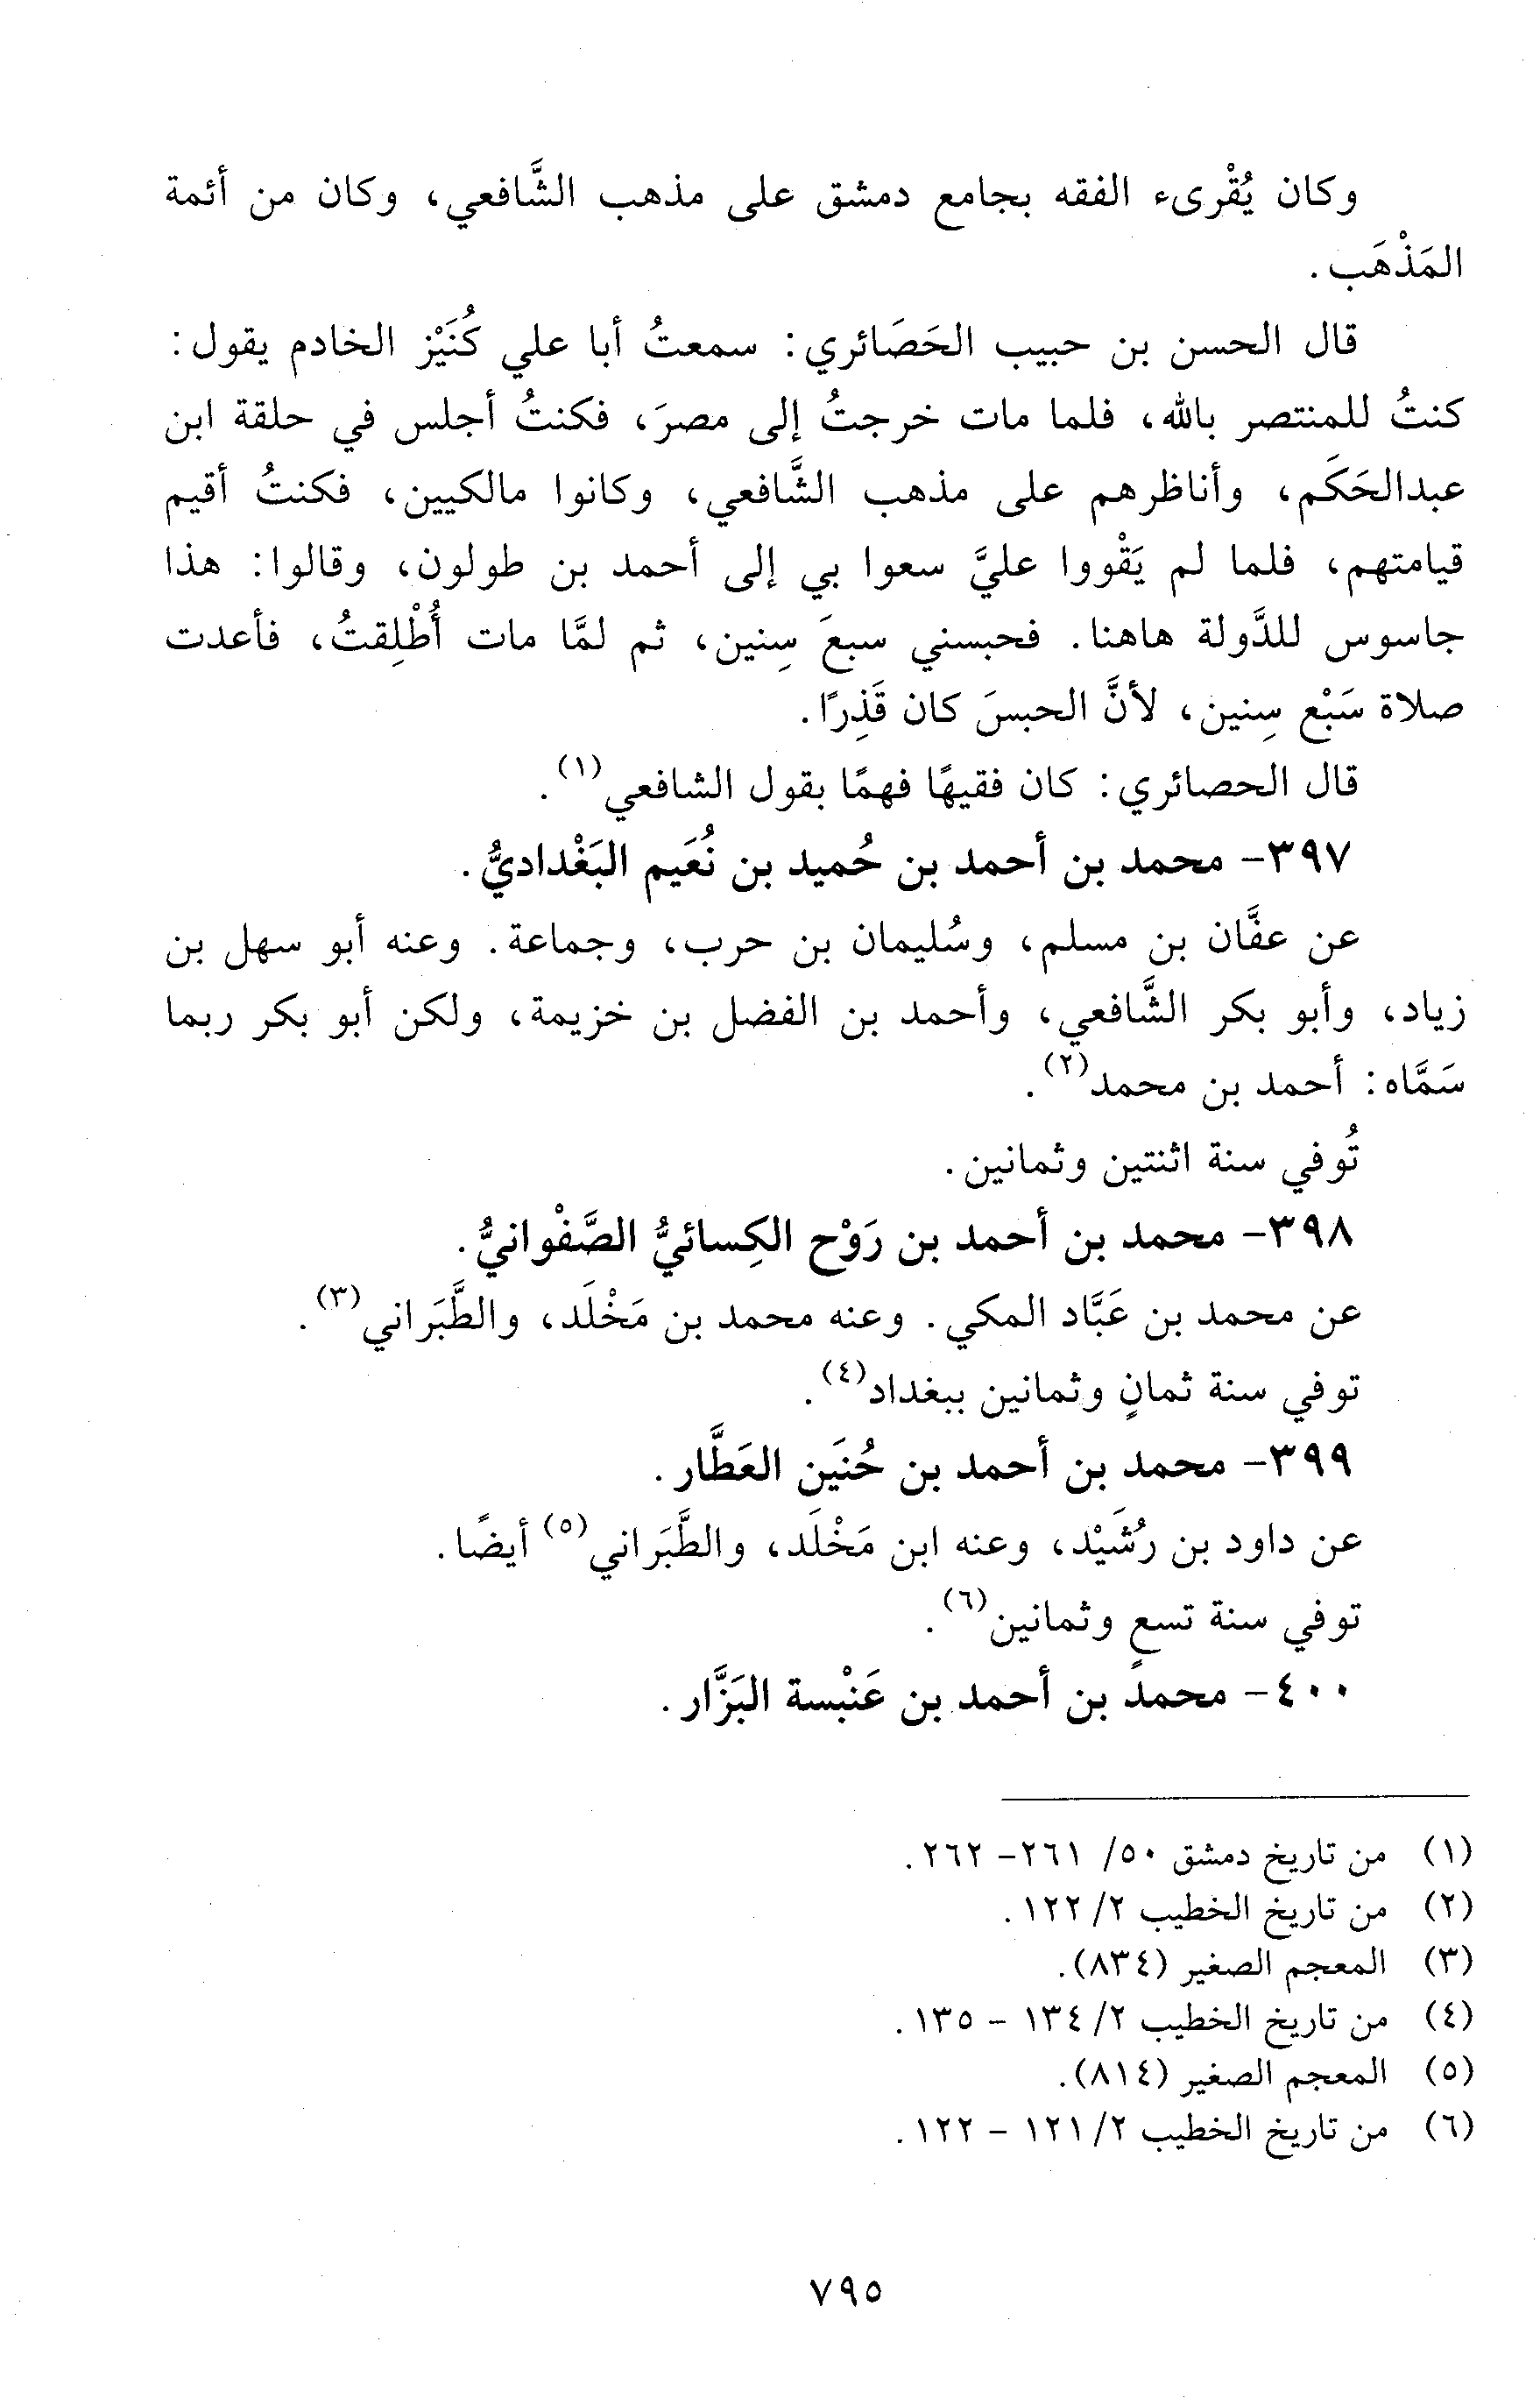 وكان يُقْرىء الفقه بجامع دمشق على مذهب الشَّافعي، وكان من أئمة
المَذْهَب.
قال الحسن بن حبيب الحَصَائري: سمعتُ أبا علي كُنَيْز الخادم يقول:
كنتُ للمنتصر بالله، فلما مات خرجتُ إلى مصرَ، فكنتُ أجلس في حلقة ابن
عبدالحَكَم، وأناظرهم على مذهب الشَّافعي، وكانوا مالكيين، فكنتُ أقيم
قيامتهم، فلما لم يَقْووا عليَّ سعوا بي إلى أحمد بن طولون، وقالوا: هذا
جاسوس للدَّولة هاهنا. فحبسني سبعَ سِنين، ثم لمَّا مات أُطْلِقتُ، فأعدت
صلاة سَبْع سِنين، لأنَّ الحبسَ كان قَذِرًا.
قال الحصائري: كان فقيهًا فهمًا بقول الشافعي(١).
٣٩٧- محمد بن أحمد بن حُميد بن نُعَيم البَغْداديُّ.
عن عفَّان بن مسلم، وسُليمان بن حرب، وجماعة. وعنه أبو سهل بن
زياد، وأبو بكر الشَّافعي، وأحمد بن الفضل بن خزيمة، ولكن أبو بكر ربما
سَمَّاه: أحمد بن محمد(٢).
تُوفي سنة اثنتين وثمانين.
٣٩٨- محمد بن أحمد بن رَوْح الكِسائيُّ الصَّفْوانيُّ.
عن محمد بن عَبَّاد المكي. وعنه محمد بن مَخْلَد، والطَّبَراني(٣).
توفي سنة ثمانٍ وثمانين ببغداد(٤).
٣٩٩- محمد بن أحمد بن حُنَين العَطَّار.
عن داود بن رُشَيْد، وعنه ابن مَخْلَد، والطَّبَراني(٥) أيضًا.
توفي سنة تسعٍ وثمانين(٦).
٤٠٠- محمد بن أحمد بن عَنْبسة البَزَّار.
(١) من تاريخ دمشق ٥٠/ ٢٦١- ٢٦٢.
(٢) من تاريخ الخطيب ٢/ ١٢٢.
(٣) المعجم الصغير (٨٣٤).
(٤) من تاريخ الخطيب ٢/ ١٣٤ - ١٣٥.
(٥) المعجم الصغير (٨١٤).
(٦) من تاريخ الخطيب ٢/ ١٢١ - ١٢٢.
٧٩٥